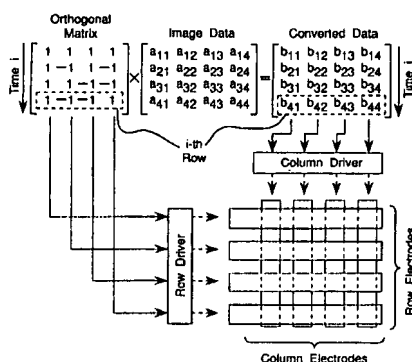 Orthogonal Matrix
Image Data
Converted Data
Time i
1 1 1 1
1 −1 1 −1
1 1 −1 −1
1 −1 −1 1
×
a11 a12 a13 a14
a21 a22 a23 a24
a31 a32 a33 a34
a41 a42 a43 a44
=
b11 b12 b13 b14
b21 b22 b23 b24
b31 b32 b33 b34
b41 b42 b43 b44
Time i
i-th
Row
Column Driver
Row Driver
Row Electrodes
Column Electrodes